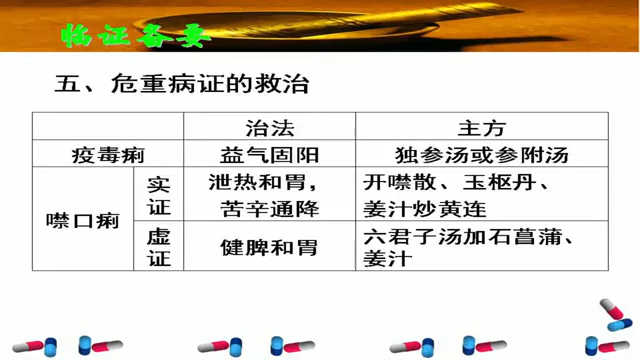 临证备要
五、危重病证的救治
治法 主方
疫毒痢 益气固阳 独参汤或参附汤
噤口痢 实证 泄热和胃，苦辛通降 开噤散、玉枢丹、姜汁炒黄连
虚证 健脾和胃 六君子汤加石菖蒲、姜汁